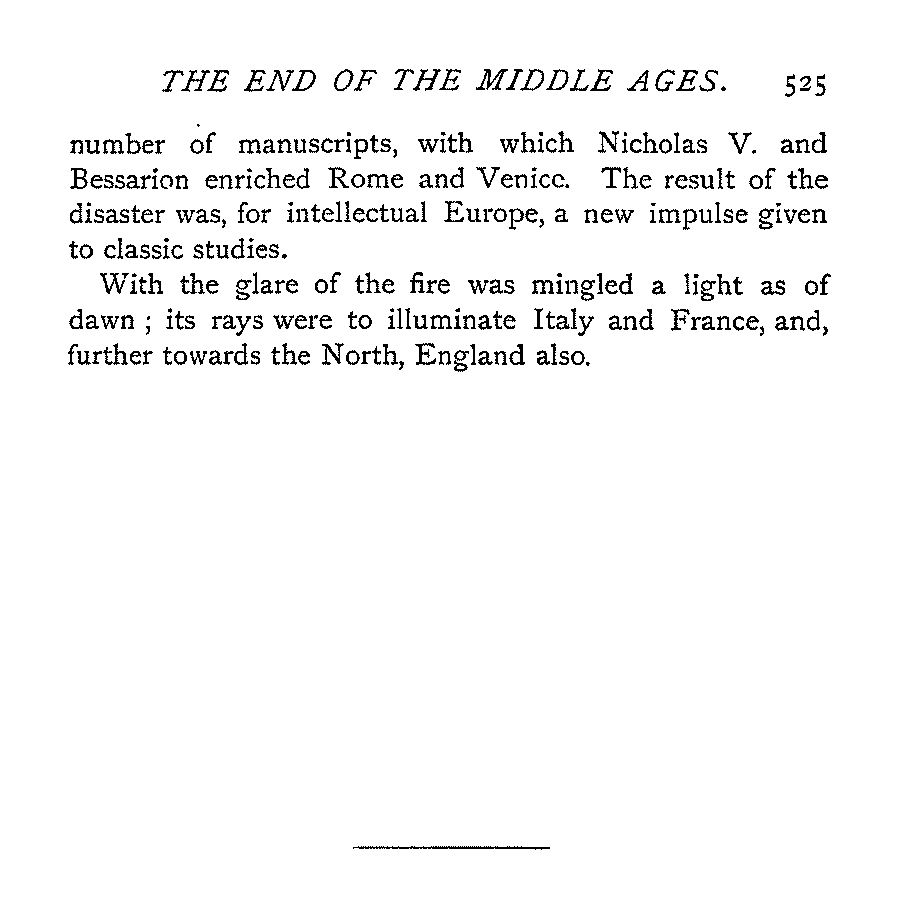 THE END OF THE MIDDLE AGES. 525
number of manuscripts, with which Nicholas V. and
Bessarion enriched Rome and Venice. The result of the
disaster was, for intellectual Europe, a new impulse given
to classic studies.
With the glare of the fire was mingled a light as of
dawn ; its rays were to illuminate Italy and France, and,
further towards the North, England also.